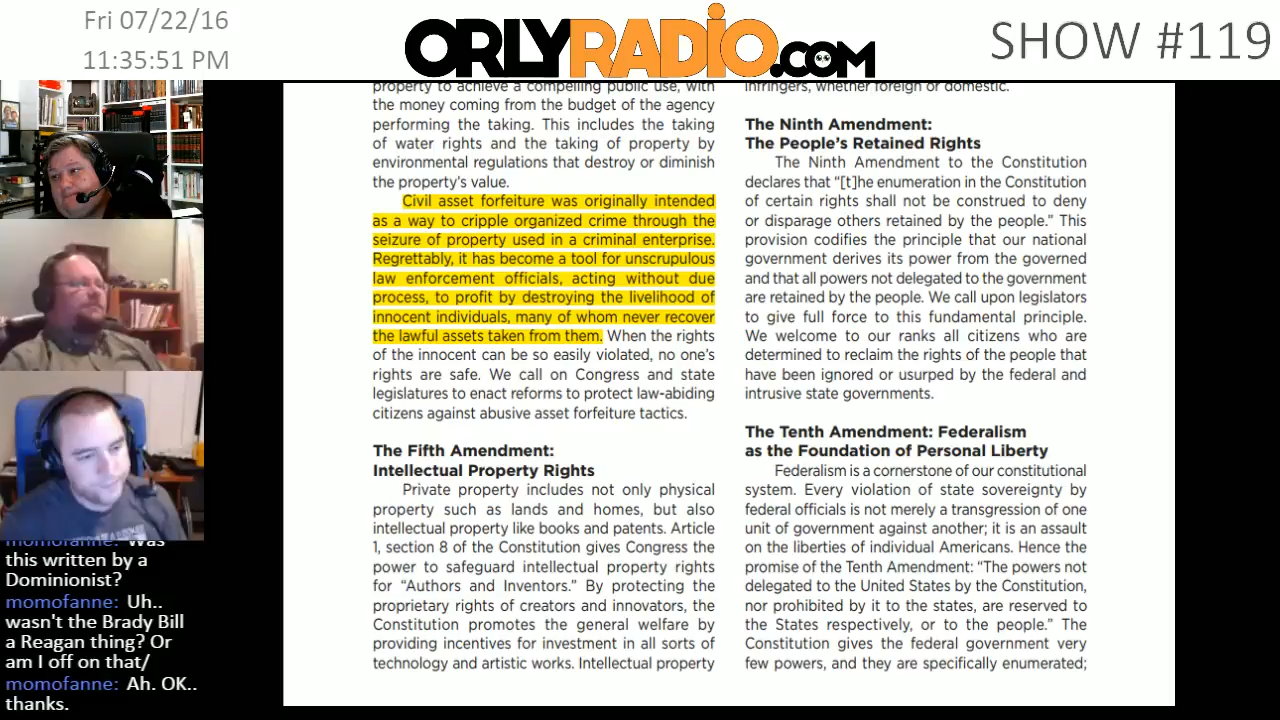 Fri 07/22/16
11:35:51 PM
ORLYRADiO.COM
SHOW #119
property to achieve a compelling public use, with
the money coming from the budget of the agency
performing the taking. This includes the taking
of water rights and the taking of property by
environmental regulations that destroy or diminish
the property's value.
Civil asset forfeiture was originally intended
as a way to cripple organized crime through the
seizure of property used in a criminal enterprise.
Regrettably, it has become a tool for unscrupulous
law enforcement officials, acting without due
process, to profit by destroying the livelihood of
innocent individuals, many of whom never recover
the lawful assets taken from them. When the rights
of the innocent can be so easily violated, no one's
rights are safe. We call on Congress and state
legislatures to enact reforms to protect law-abiding
citizens against abusive asset forfeiture tactics.
The Fifth Amendment:
Intellectual Property Rights
Private property includes not only physical
property such as lands and homes, but also
intellectual property like books and patents. Article
1, section 8 of the Constitution gives Congress the
power to safeguard intellectual property rights
for “Authors and Inventors.” By protecting the
proprietary rights of creators and innovators, the
Constitution promotes the general welfare by
providing incentives for investment in all sorts of
technology and artistic works. Intellectual property
infringers, whether foreign or domestic.
The Ninth Amendment:
The People's Retained Rights
The Ninth Amendment to the Constitution
declares that “[t]he enumeration in the Constitution
of certain rights shall not be construed to deny
or disparage others retained by the people.” This
provision codifies the principle that our national
government derives its power from the governed
and that all powers not delegated to the government
are retained by the people. We call upon legislators
to give full force to this fundamental principle.
We welcome to our ranks all citizens who are
determined to reclaim the rights of the people that
have been ignored or usurped by the federal and
intrusive state governments.
The Tenth Amendment: Federalism
as the Foundation of Personal Liberty
Federalism is a cornerstone of our constitutional
system. Every violation of state sovereignty by
federal officials is not merely a transgression of one
unit of government against another; it is an assault
on the liberties of individual Americans. Hence the
promise of the Tenth Amendment: “The powers not
delegated to the United States by the Constitution,
nor prohibited by it to the states, are reserved to
the States respectively, or to the people.” The
Constitution gives the federal government very
few powers, and they are specifically enumerated;
momofanne: Was
this written by a
Dominionist?
momofanne: Uh..
wasn't the Brady Bill
a Reagan thing? Or
am I off on that/
momofanne: Ah. OK..
thanks.